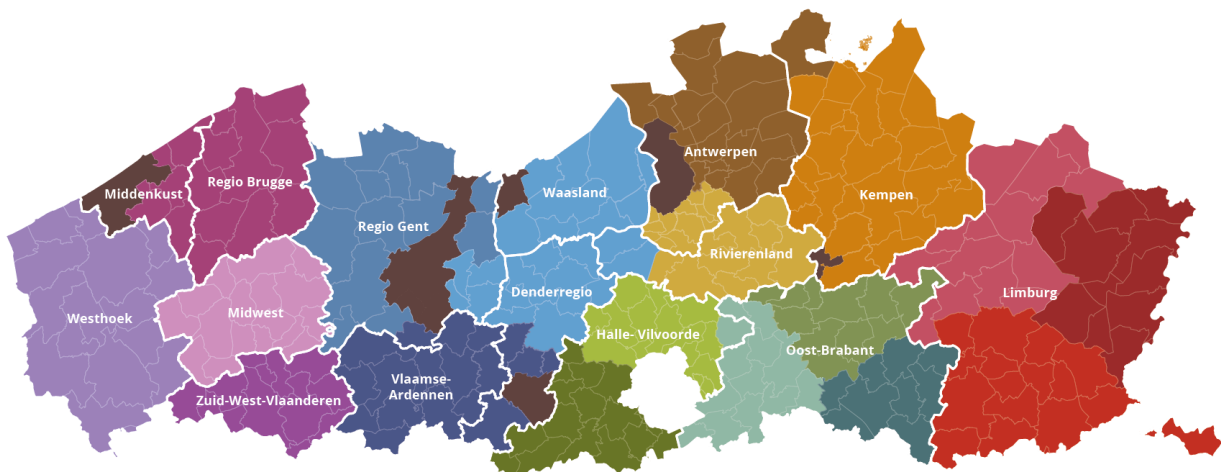 Antwerpen
Middenkust
Regio Brugge
Waasland
Kempen
Regio Gent
Rivierenland
Denderregio
Limburg
Westhoek
Midwest
Halle- Vilvoorde
Oost-Brabant
Vlaamse-
Ardennen
Zuid-West-Vlaanderen